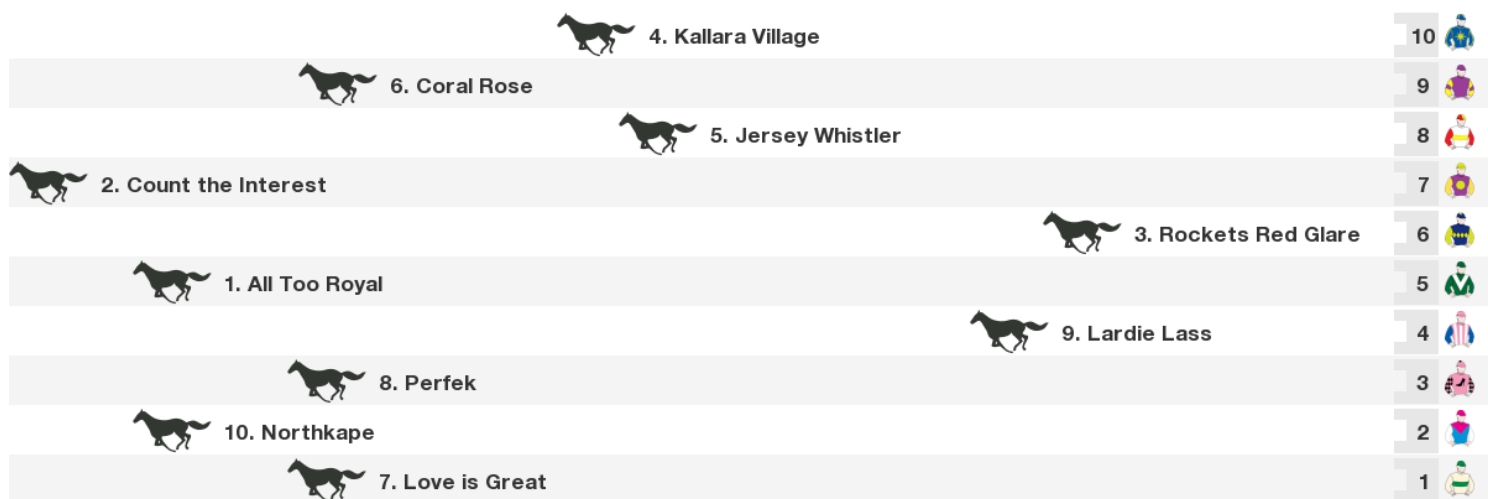 4. Kallara Village 10
6. Coral Rose 9
5. Jersey Whistler 8
2. Count the Interest 7
3. Rockets Red Glare 6
1. All Too Royal 5
9. Lardie Lass 4
8. Perfek 3
10. Northkape 2
7. Love is Great 1